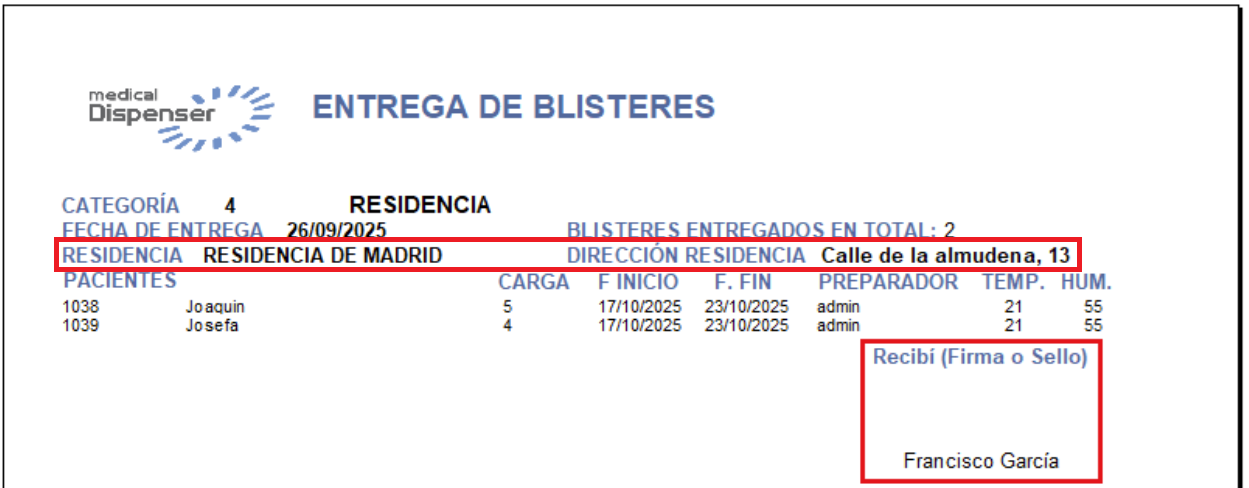 medical
Dispenser
ENTREGA DE BLISTERES
CATEGORÍA 4 RESIDENCIA
FECHA DE ENTREGA 26/09/2025 BLISTERES ENTREGADOS EN TOTAL: 2
RESIDENCIA RESIDENCIA DE MADRID DIRECCIÓN RESIDENCIA Calle de la almudena, 13
PACIENTES CARGA F INICIO F. FIN PREPARADOR TEMP. HUM.
1038 Joaquin 5 17/10/2025 23/10/2025 admin 21 55
1039 Josefa 4 17/10/2025 23/10/2025 admin 21 55
Recibí (Firma o Sello)
Francisco García